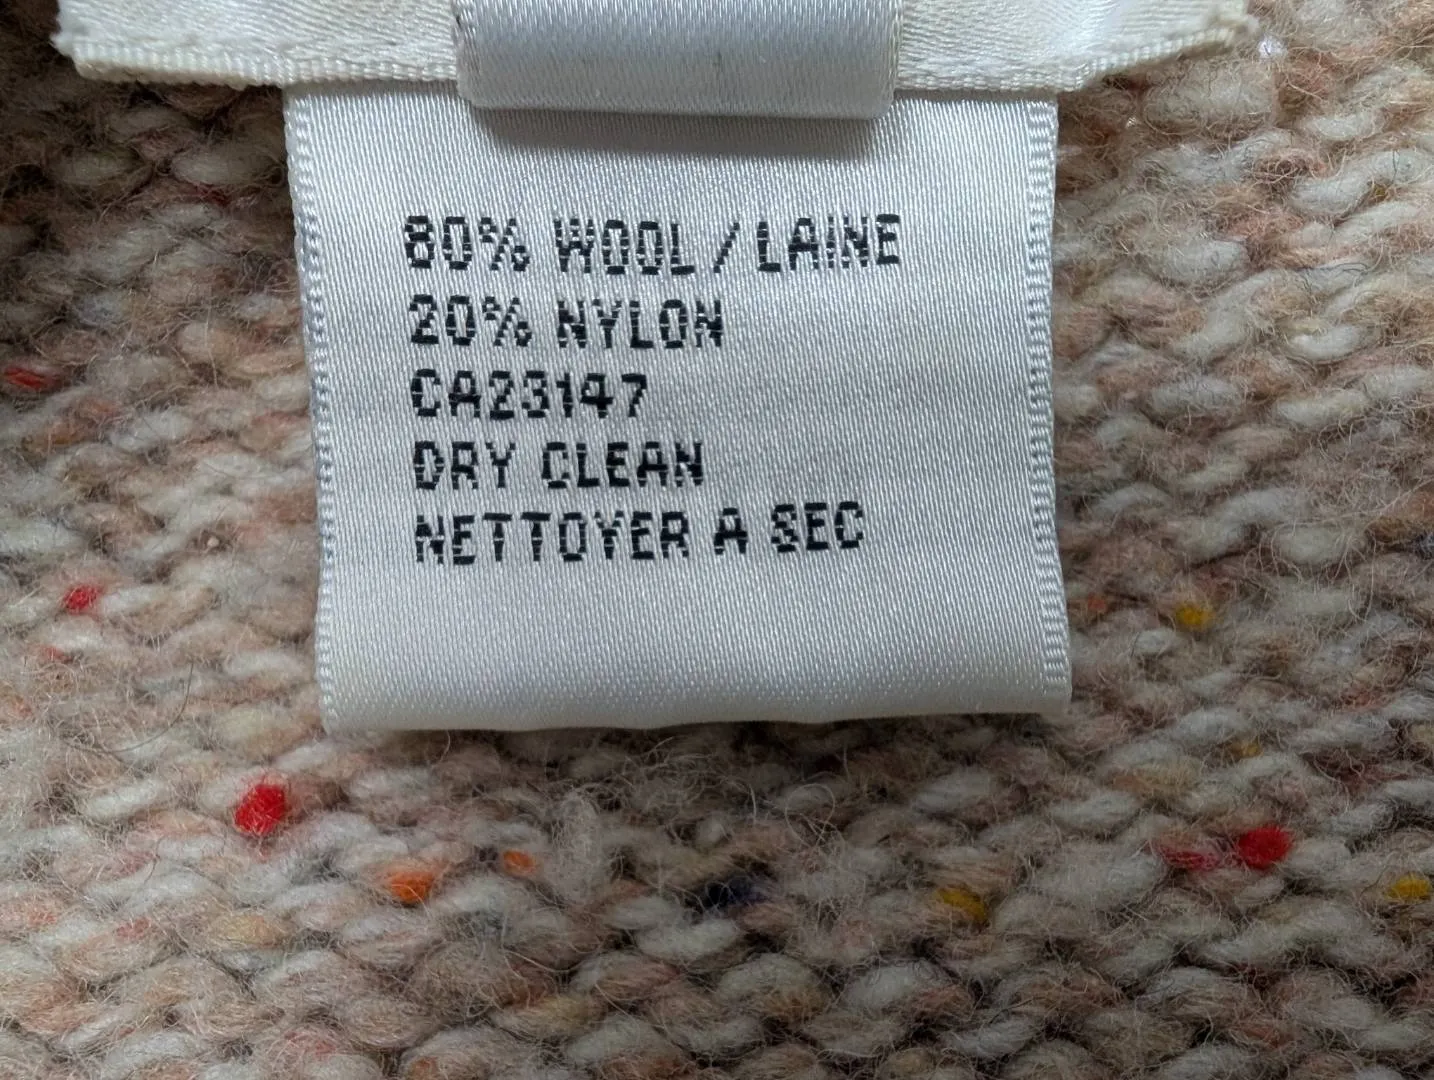 80% WOOL / LAINE
20% NYLON
CA23147
DRY CLEAN
NETTOYER A SEC